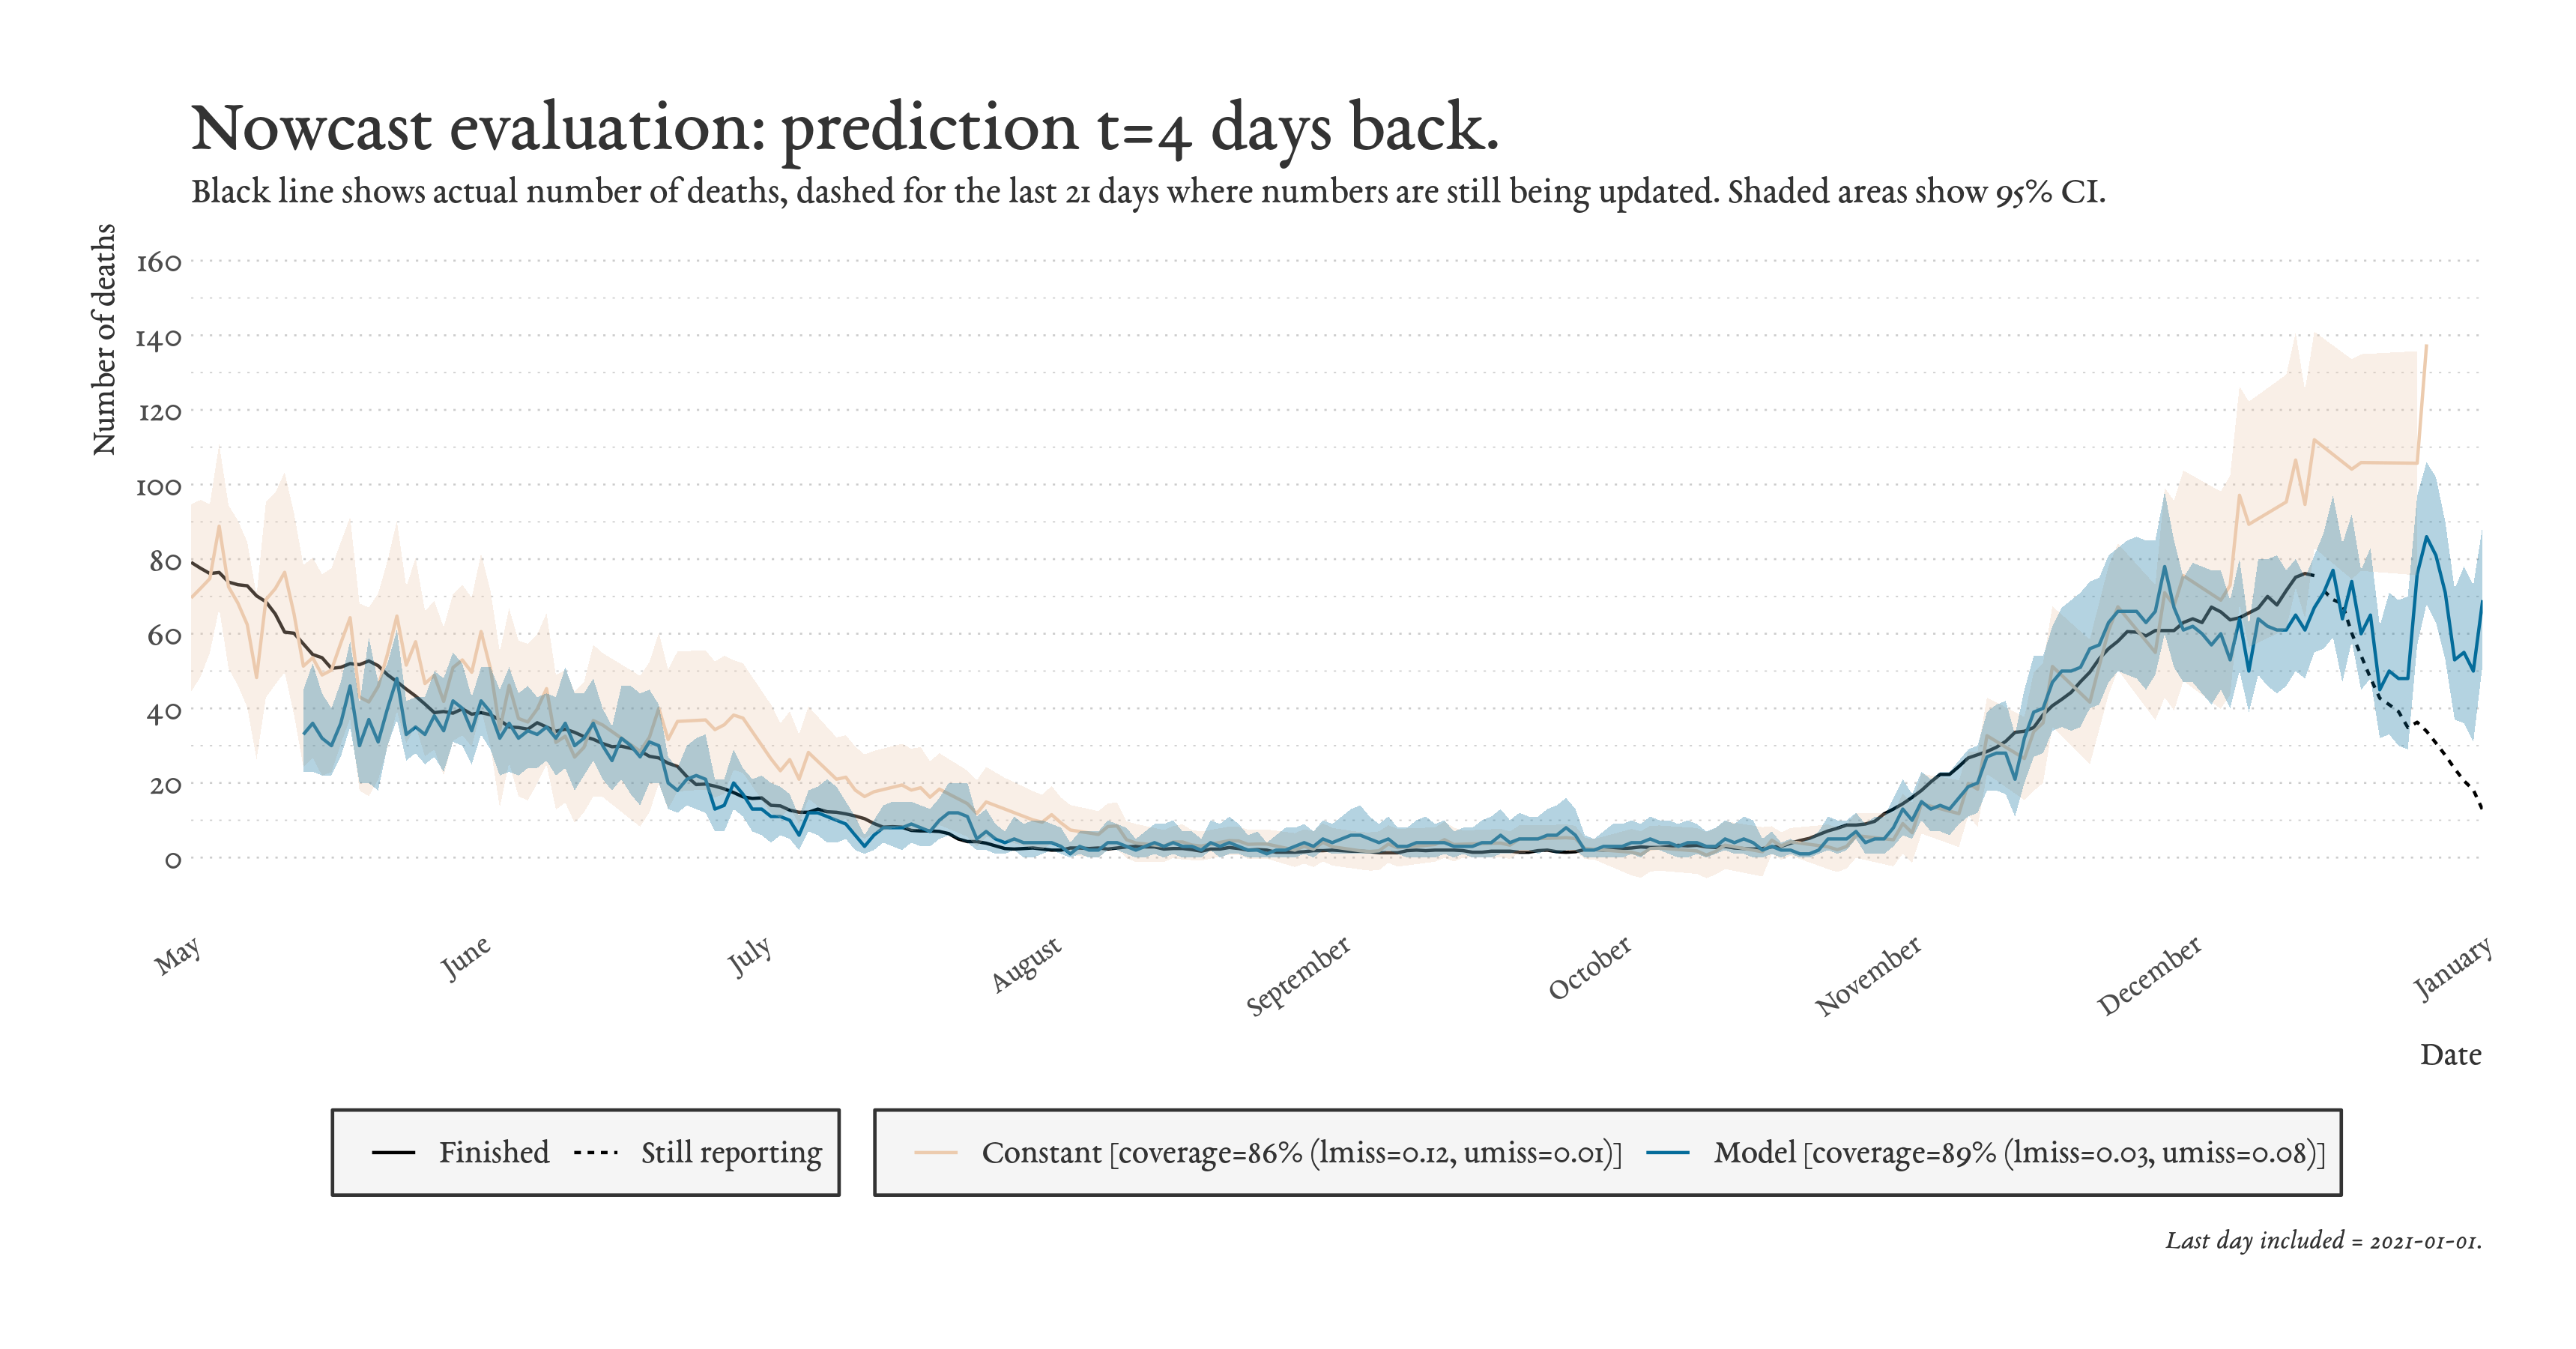 Nowcast evaluation: prediction t=4 days back.
Black line shows actual number of deaths, dashed for the last 21 days where numbers are still being updated. Shaded areas show 95% CI.
Number of deaths
160
140
120
100
80
60
40
20
0
May
June
July
August
September
October
November
December
January
Date
Finished
Still reporting
Constant [coverage=86% (lmiss=0.12, umiss=0.01)]
Model [coverage=89% (lmiss=0.03, umiss=0.08)]
Last day included = 2021-01-01.